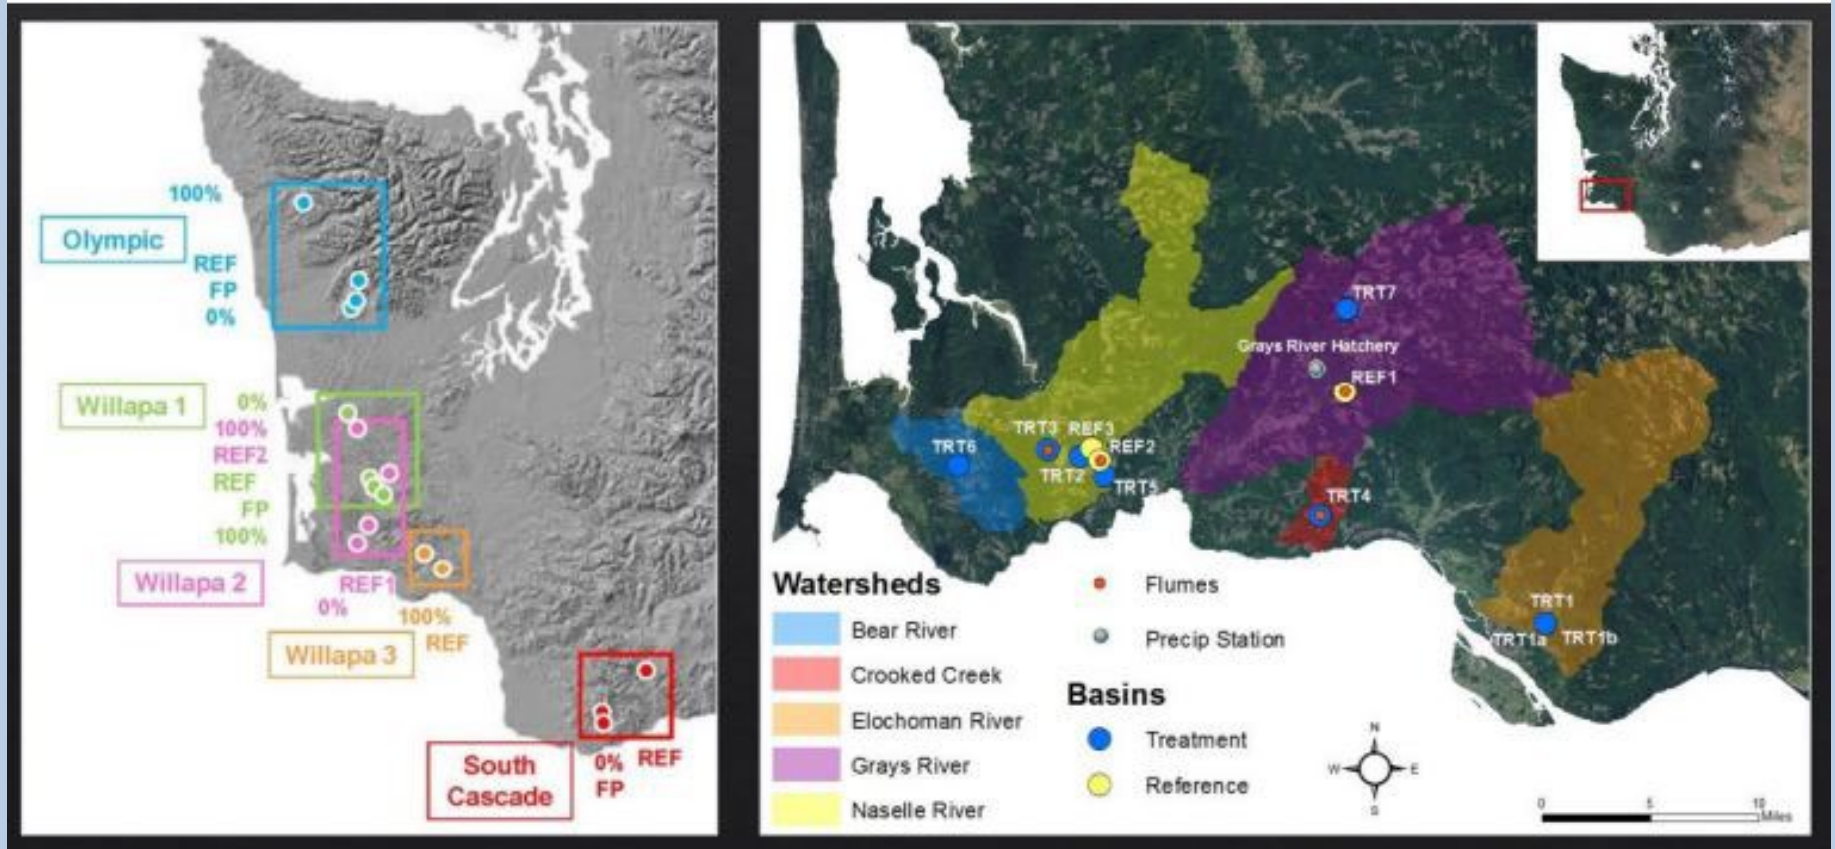 100%
Olympic
REF
FP
0%
Willapa 1
0%
100%
REF2
REF
FP
100%
Willapa 2
REF1
0%
100%
REF
Willapa 3
South
Cascade
0%
FP
REF
TRT7
Grays River Hatchery
REF1
TRT3
REF3
TRT6
REF2
TRT2
TRT5
TRT4
TRT1
TRT1a
TRT1b
Watersheds
Bear River
Crooked Creek
Elochoman River
Grays River
Naselle River
Flumes
Precip Station
Basins
Treatment
Reference
N
W
E
S
0
5
10
Miles